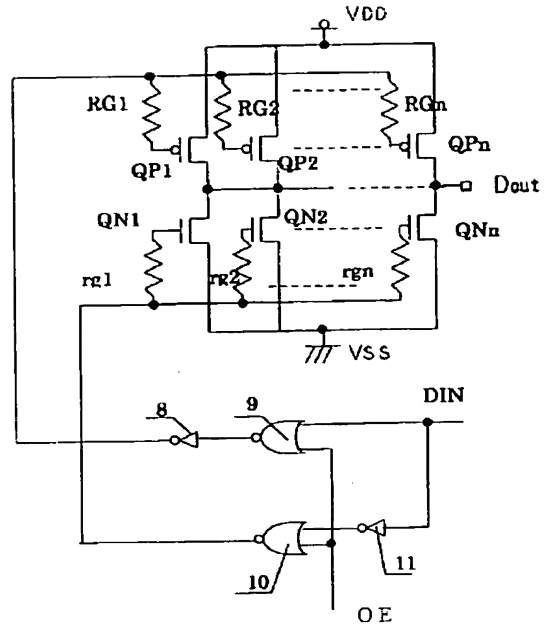 VDD
RG1
RG2
RGn
QP1
QP2
QPn
Dout
QN1
QN2
QNn
rg1
rg2
rgn
VSS
8
9
DIN
10
11
OE